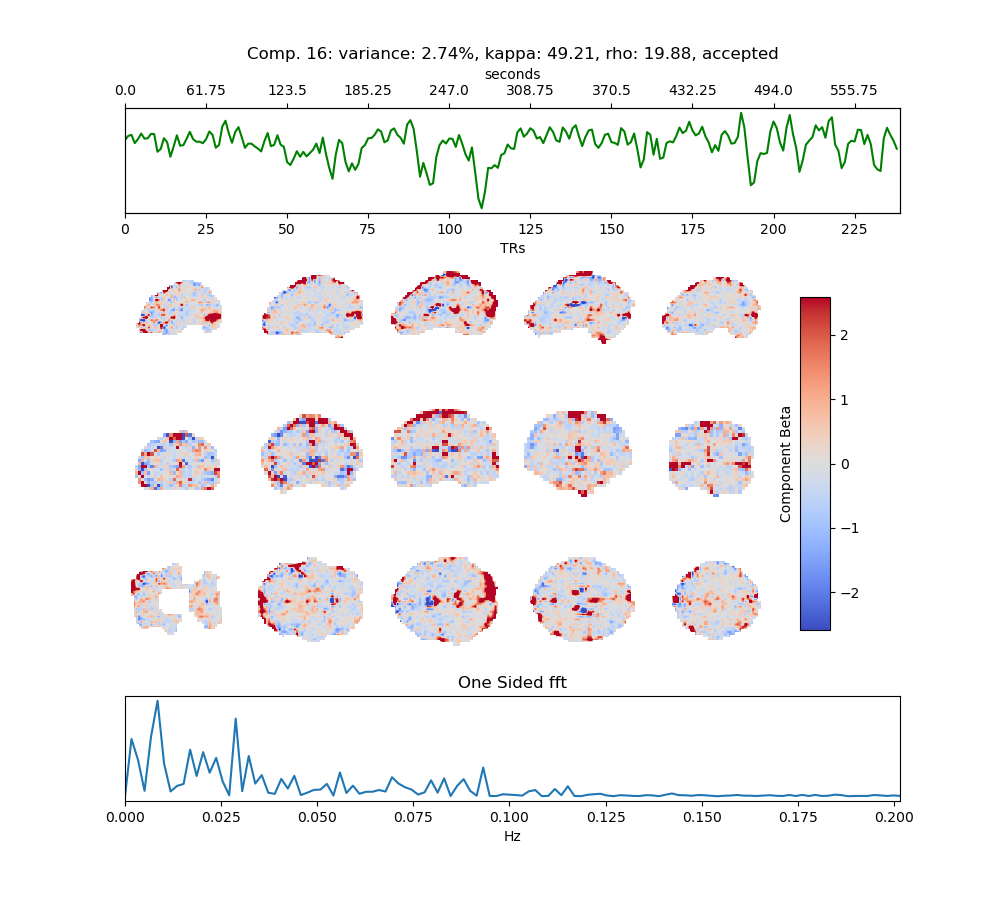 Comp. 16: variance: 2.74%, kappa: 49.21, rho: 19.88, accepted
seconds
0.0 61.75 123.5 185.25 247.0 308.75 370.5 432.25 494.0 555.75
0 25 50 75 100 125 150 175 200 225
TRs
2
1
0
−1
−2
Component Beta
One Sided fft
0.000 0.025 0.050 0.075 0.100 0.125 0.150 0.175 0.200
Hz